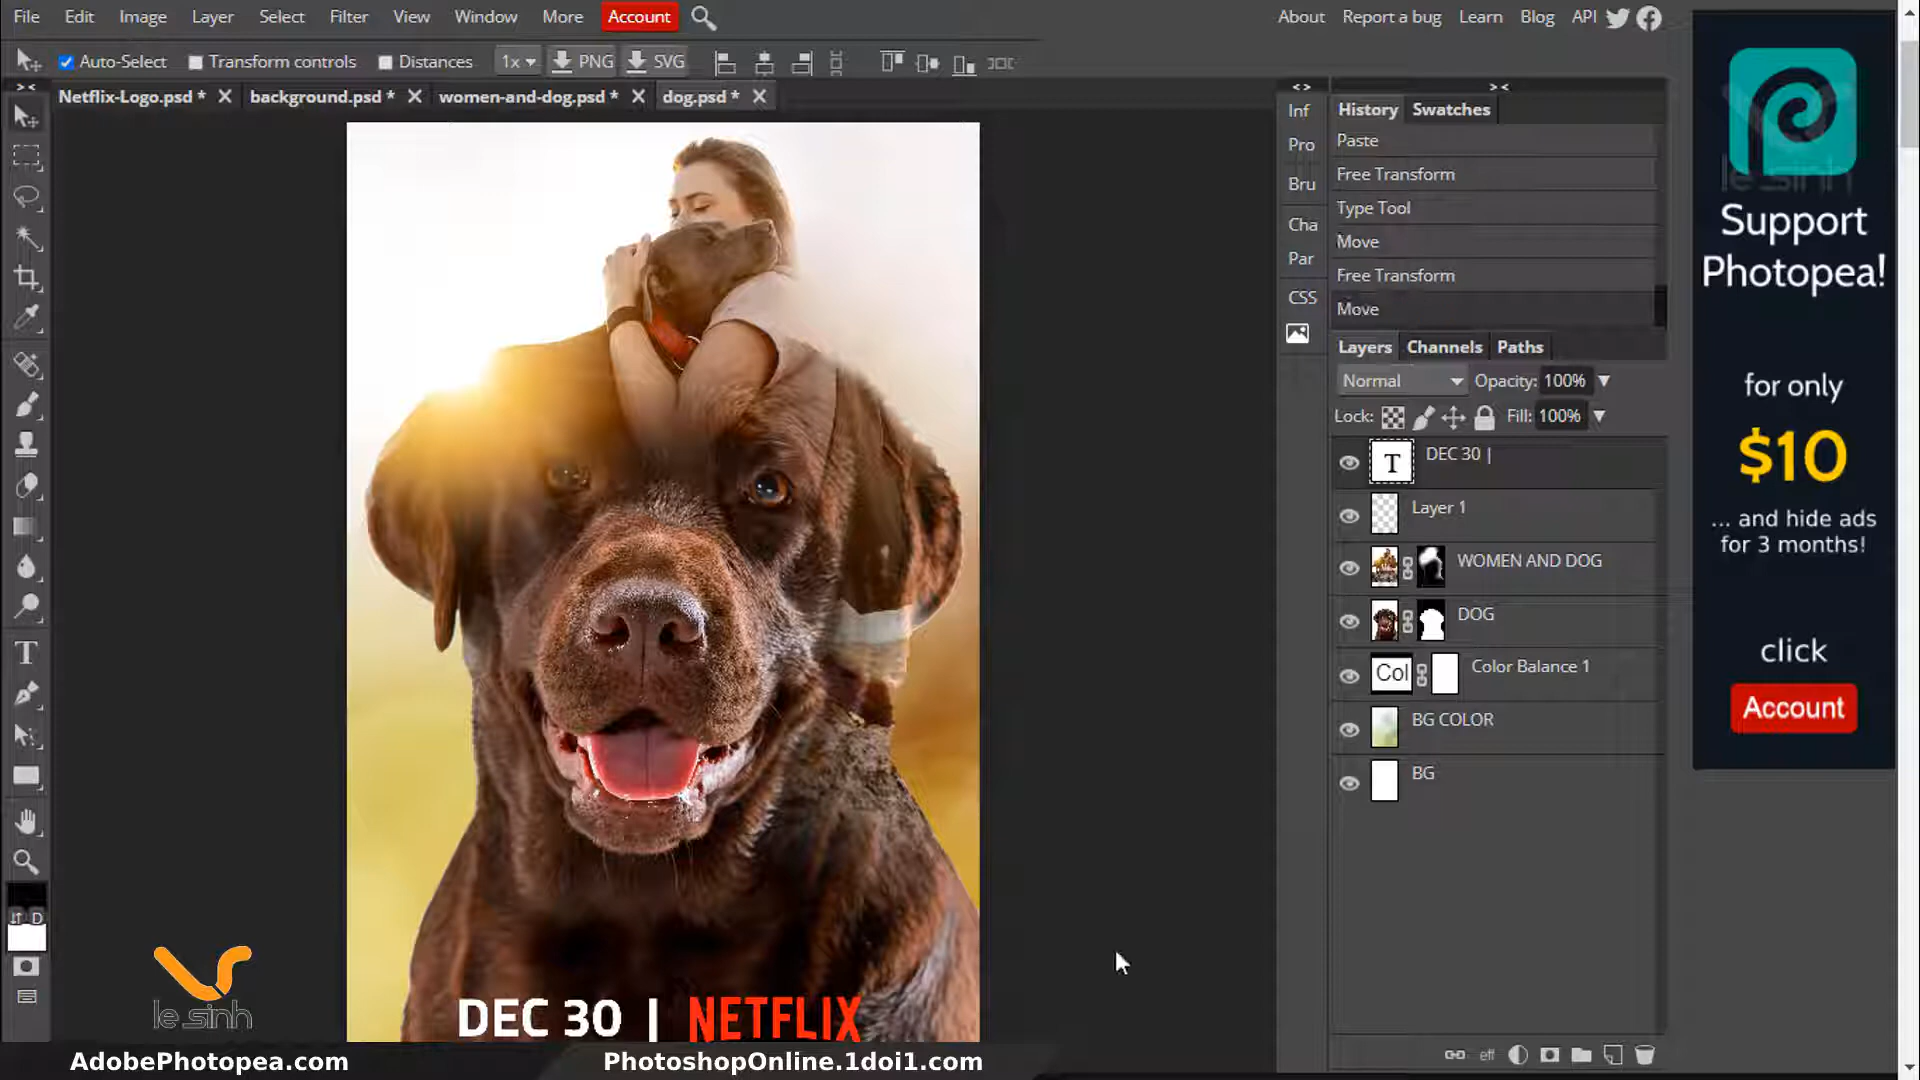 File Edit Image Layer Select Filter View Window More Account
About Report a bug Learn Blog API
Auto-Select Transform controls Distances 1x PNG SVG
Netflix-Logo.psd * background.psd * women-and-dog.psd * dog.psd *
Inf
Pro
Bru
Cha
Par
CSS
History Swatches
Paste
Free Transform
Type Tool
Move
Free Transform
Move
Layers Channels Paths
Normal Opacity: 100%
Lock: Fill: 100%
T DEC 30 |
Layer 1
WOMEN AND DOG
DOG
Col Color Balance 1
BG COLOR
BG
eff
le sinh
Support
Photopea!
for only
$10
... and hide ads
for 3 months!
click
Account
T
D
DEC 30 | NETFLIX
le sinh
AdobePhotopea.com
PhotoshopOnline.1doi1.com